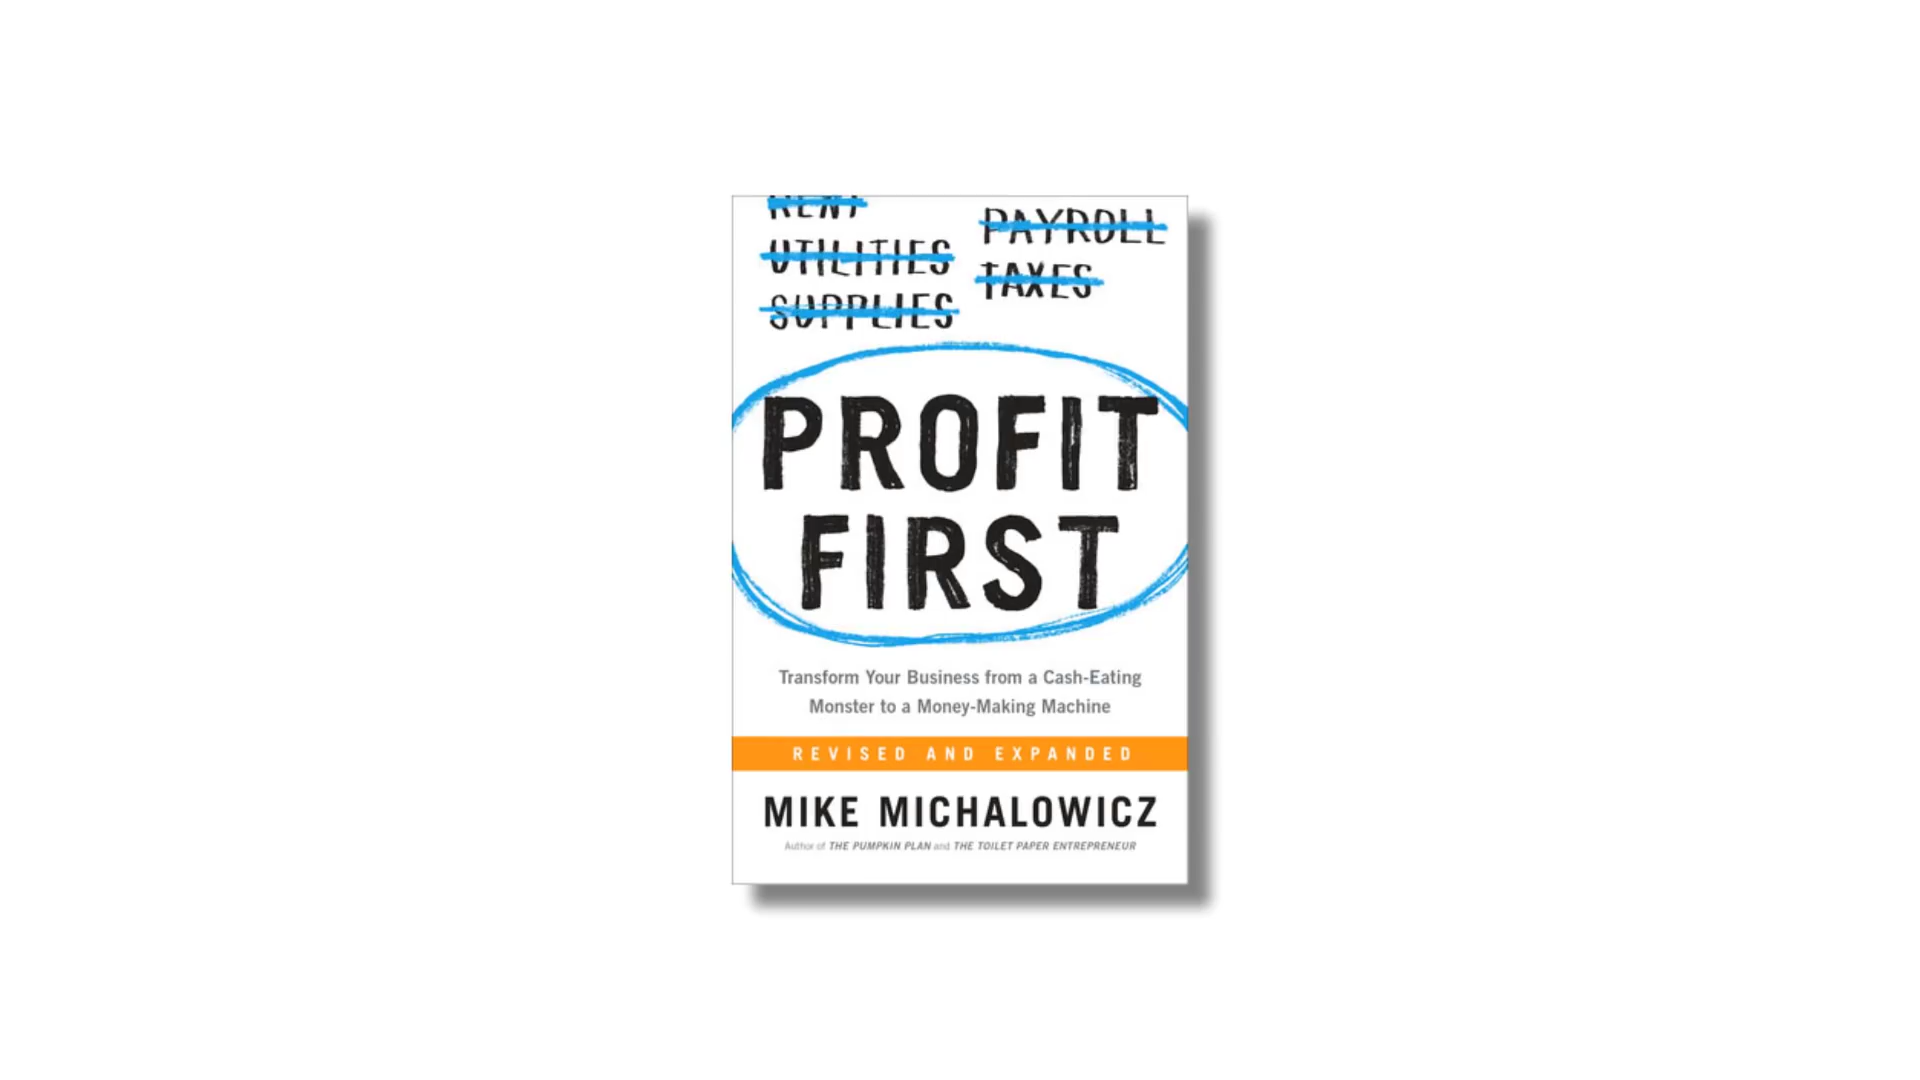 RENT
UTILITIES
SUPPLIES
PAYROLL
TAXES
PROFIT
FIRST
Transform Your Business from a Cash-Eating
Monster to a Money-Making Machine
REVISED AND EXPANDED
MIKE MICHALOWICZ
Author of THE PUMPKIN PLAN and THE TOILET PAPER ENTREPRENEUR